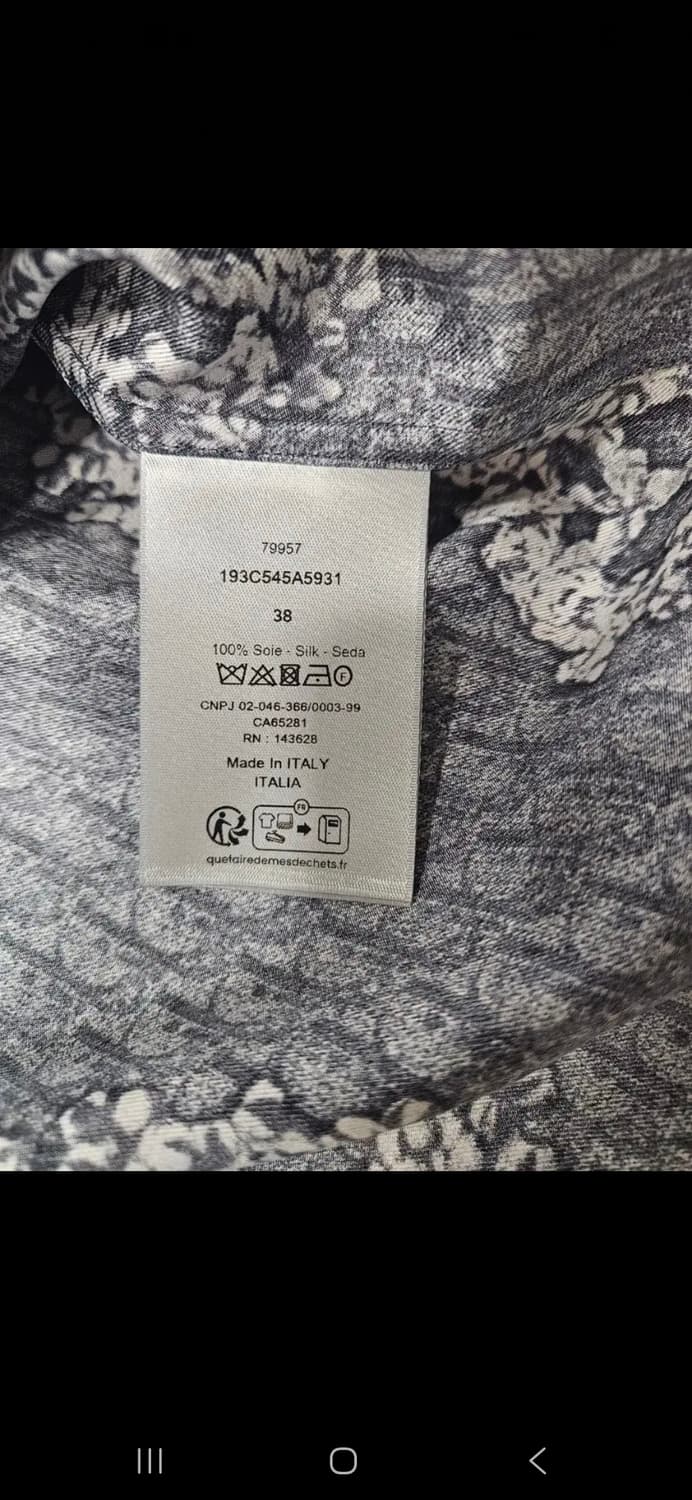 79957
193C545A5931
38
100% Soie - Silk - Seda
F
CNPJ 02-046-366/0003-99
CA65281
RN : 143628
Made In ITALY
ITALIA
FR
quefairedemesdechets.fr